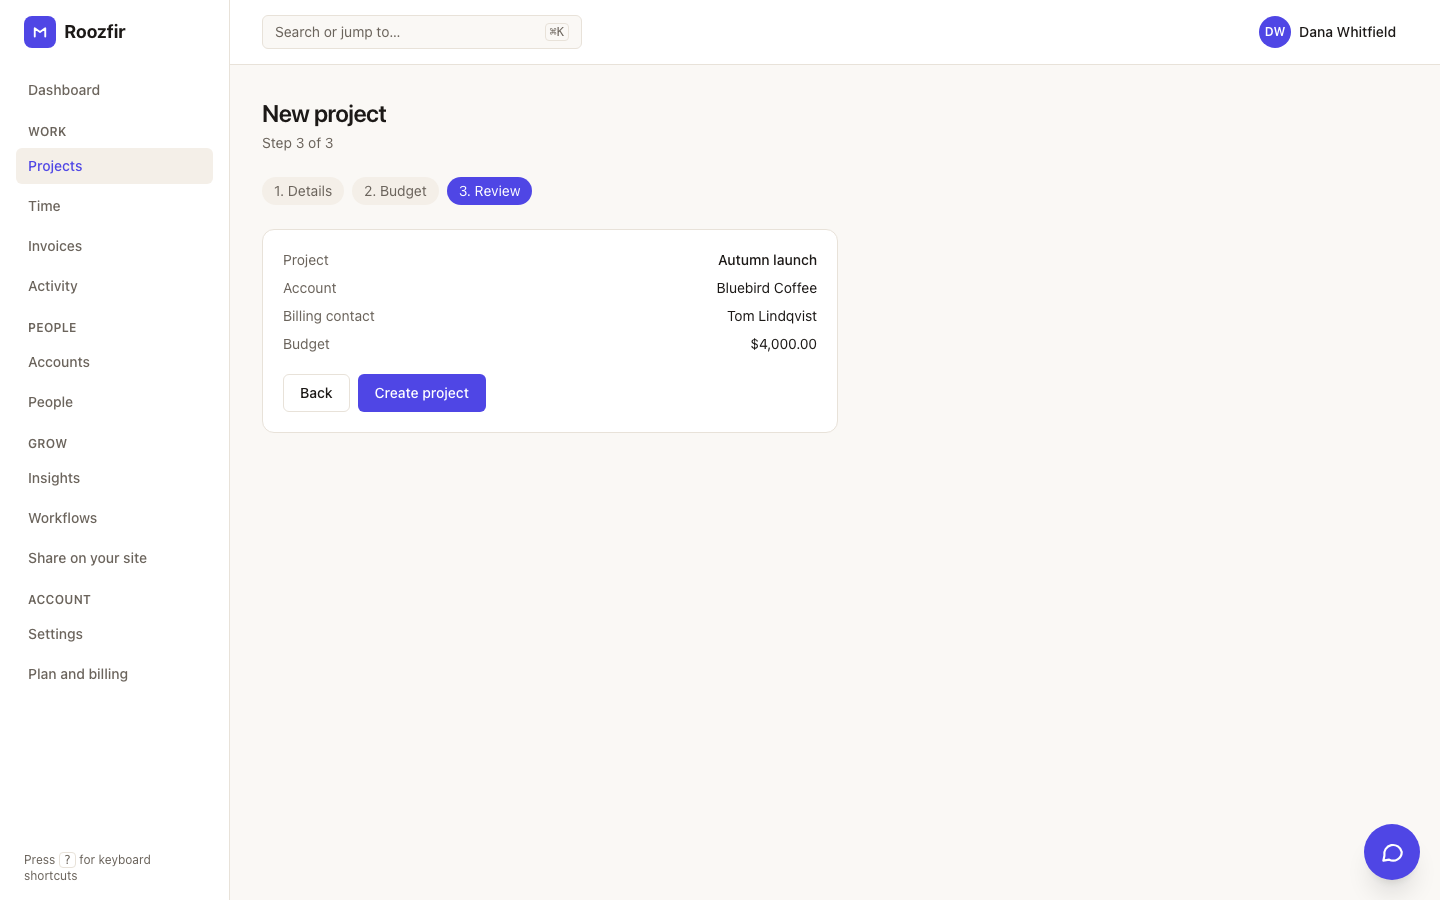 Roozfir
Search or jump to...
⌘K
DW
Dana Whitfield
Dashboard
WORK
Projects
Time
Invoices
Activity
PEOPLE
Accounts
People
GROW
Insights
Workflows
Share on your site
ACCOUNT
Settings
Plan and billing
Press ? for keyboard
shortcuts
New project
Step 3 of 3
1. Details
2. Budget
3. Review
Project Autumn launch
Account Bluebird Coffee
Billing contact Tom Lindqvist
Budget $4,000.00
Back
Create project